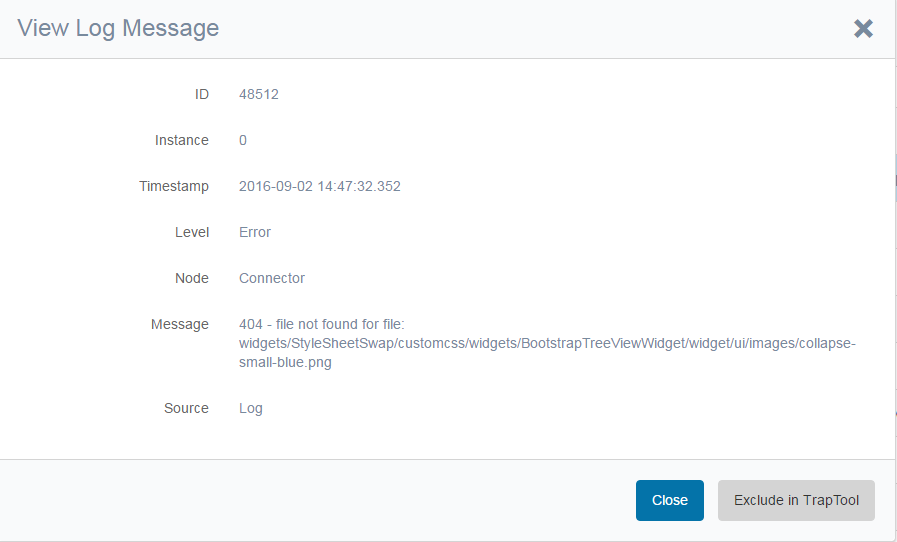 View Log Message
ID 48512
Instance 0
Timestamp 2016-09-02 14:47:32.352
Level Error
Node Connector
Message 404 - file not found for file:
widgets/StyleSheetSwap/customcss/widgets/BootstrapTreeViewWidget/widget/ui/images/collapse-
small-blue.png
Source Log
Close Exclude in TrapTool